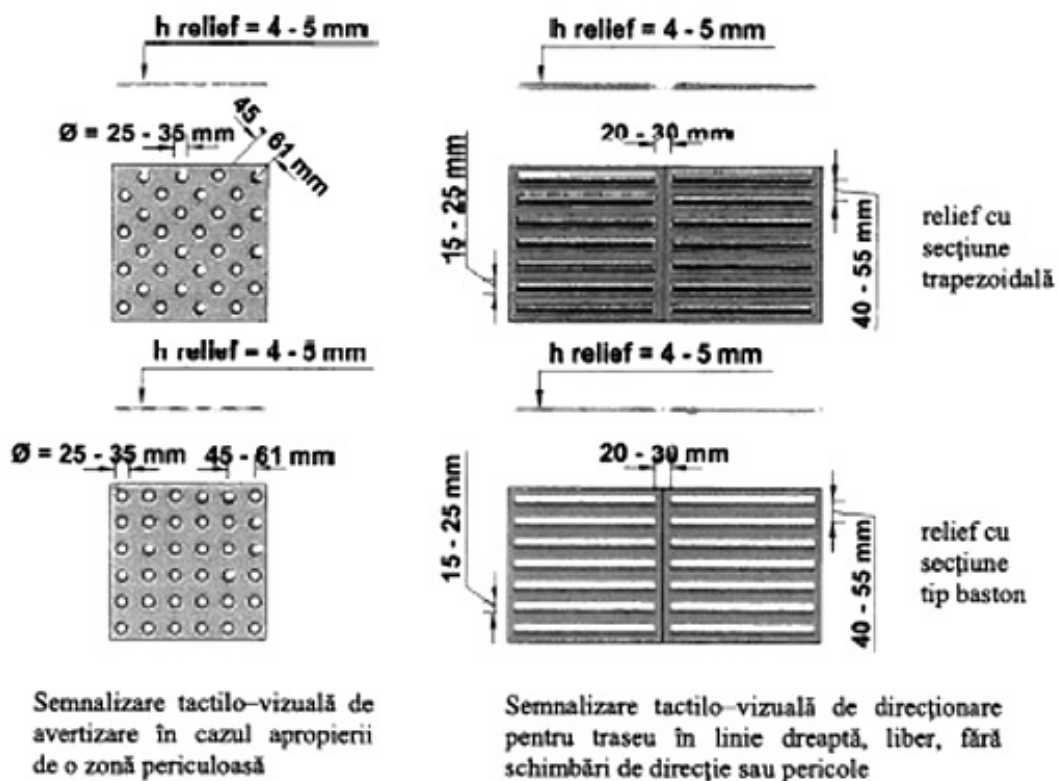 h relief = 4 - 5 mm
lh relief = 4 - 5 mm
Ø = 25 - 35 mm
45 - 61 mm
20 - 30 mm
15 - 25 mm
40 - 55 mm
relief cu
secțiune
trapezoidală
h relief = 4 - 5 mm
h relief = 4 - 5 mm
Ø = 25 - 35 mm
45 - 61 mm
20 - 30 mm
15 - 25 mm
40 - 55 mm
relief cu
secțiune
tip baston
Semnalizare tactilo–vizuală de
avertizare în cazul apropierii
de o zonă periculoasă
Semnalizare tactilo–vizuală de direcționare
pentru traseu în linie dreaptă, liber, fără
schimbări de direcție sau pericole